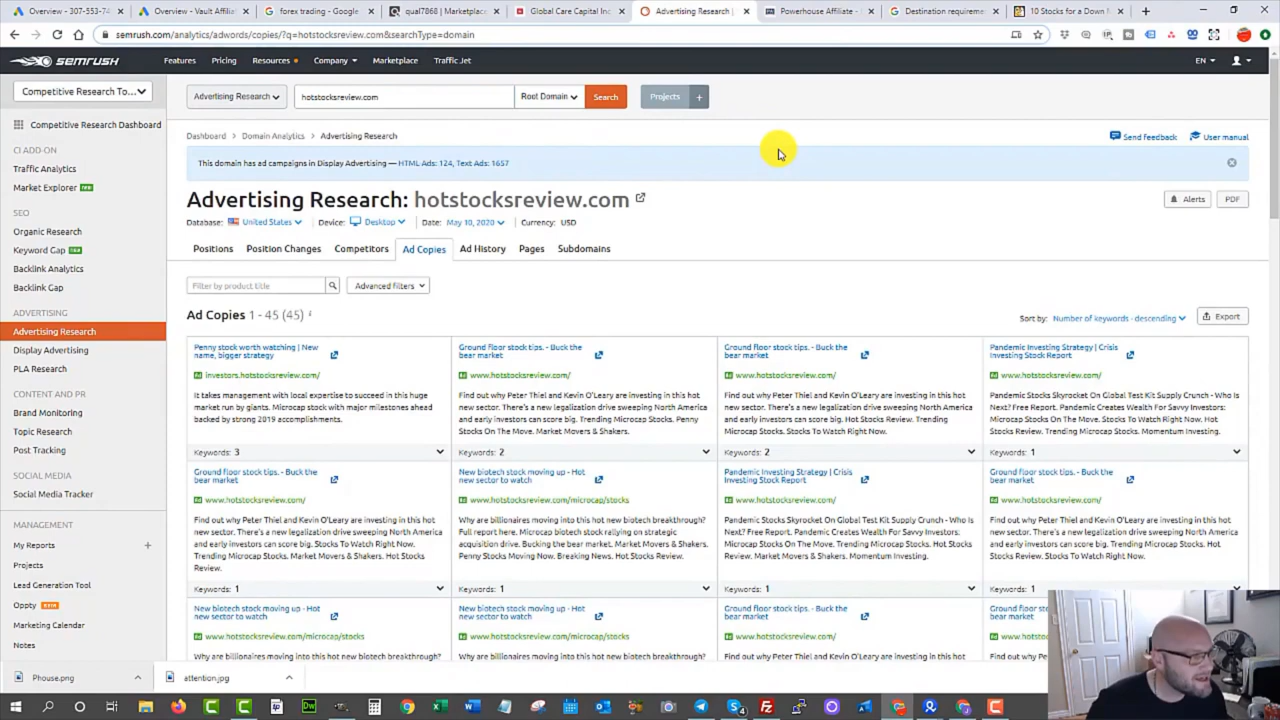 Overview - 307-553-74
Overview - Vault Affilia
forex trading - Google
qual7868 | Marketplace
Global Care Capital Inc
Advertising Research |
Powerhouse Affiliate -
Destination requireme
10 Stocks for a Down M
semrush.com/analytics/adwords/copies/?q=hotstocksreview.com&searchType=domain
SEMRUSH
Features
Pricing
Resources
Company
Marketplace
Traffic Jet
EN
Competitive Research To...
Advertising Research
hotstocksreview.com
Root Domain
Search
Projects +
Competitive Research Dashboard
Dashboard > Domain Analytics > Advertising Research
Send feedback
User manual
CI ADD-ON
Traffic Analytics
Market Explorer
SEO
Organic Research
Keyword Gap
Backlink Analytics
Backlink Gap
ADVERTISING
Advertising Research
Display Advertising
PLA Research
CONTENT AND PR
Brand Monitoring
Topic Research
Post Tracking
SOCIAL MEDIA
Social Media Tracker
MANAGEMENT
My Reports +
Projects
Lead Generation Tool
Oppty BETA
Marketing Calendar
Notes
This domain has ad campaigns in Display Advertising — HTML Ads: 124, Text Ads: 1657
Advertising Research: hotstocksreview.com
Alerts
PDF
Database: United States
Device: Desktop
Date: May 10, 2020
Currency: USD
Positions
Position Changes
Competitors
Ad Copies
Ad History
Pages
Subdomains
Filter by product title
Advanced filters
Ad Copies 1 - 45 (45) i
Sort by: Number of keywords - descending
Export
Penny stock worth watching | New
name, bigger strategy
Ad investors.hotstocksreview.com/
It takes management with local expertise to succeed in this huge
market run by giants. Microcap stock with major milestones ahead
backed by strong 2019 accomplishments.
Keywords: 3
Ground floor stock tips. - Buck the
bear market
Ad www.hotstocksreview.com/
Find out why Peter Thiel and Kevin O'Leary are investing in this hot
new sector. There's a new legalization drive sweeping North America
and early investors can score big. Trending Microcap Stocks. Penny
Stocks On The Move. Market Movers & Shakers.
Keywords: 2
Ground floor stock tips. - Buck the
bear market
Ad www.hotstocksreview.com/
Find out why Peter Thiel and Kevin O'Leary are investing in this hot
new sector. There's a new legalization drive sweeping North America
and early investors can score big. Hot Stocks Review. Trending
Microcap Stocks. Stocks To Watch Right Now.
Keywords: 2
Pandemic Investing Strategy | Crisis
Investing Stock Report
Ad www.hotstocksreview.com/
Pandemic Stocks Skyrocket On Global Test Kit Supply Crunch - Who Is
Next? Free Report. Pandemic Creates Wealth For Savvy Investors:
Microcap Stocks On The Move. Hot Stocks Review. Stocks To Watch
Right Now. Trending Microcap Stocks. Momentum Investing.
Keywords: 1
Ground floor stock tips. - Buck the
bear market
Ad www.hotstocksreview.com/
Find out why Peter Thiel and Kevin O'Leary are investing in this hot
new sector. There's a new legalization drive sweeping North America
and early investors can score big. Stocks To Watch Right Now.
Trending Microcap Stocks. Market Movers & Shakers. Hot Stocks
Review.
Keywords: 1
New biotech stock moving up - Hot
new sector to watch
Ad www.hotstocksreview.com/microcap/stocks
Why are billionaires moving into this hot new biotech breakthrough?
Full report here. Microcap biotech stock rallying on strategic
acquisition drive. Bucking the bear market. Market Movers & Shakers.
Penny Stocks Moving Now. Breaking News. Hot Stocks Review.
Keywords: 1
Pandemic Investing Strategy | Crisis
Investing Stock Report
Ad www.hotstocksreview.com/
Pandemic Stocks Skyrocket On Global Test Kit Supply Crunch - Who Is
Next? Free Report. Pandemic Creates Wealth For Savvy Investors:
Microcap Stocks On The Move. Trending Microcap Stocks. Hot Stocks
Review. Market Movers & Shakers. Momentum Investing.
Keywords: 1
Ground floor stock tips. - Buck the
bear market
Ad www.hotstocksreview.com/
Find out why Peter Thiel and Kevin O'Leary are investing in this hot
new sector. There's a new legalization drive sweeping North America
and early investors can score big. Trending Microcap Stocks. Hot
Stocks Review. Stocks To Watch Right Now.
Keywords: 1
New biotech stock moving up - Hot
new sector to watch
Ad www.hotstocksreview.com/microcap/stocks
Why are billionaires moving into this hot new biotech breakthrough?
New biotech stock moving up - Hot
new sector to watch
Ad www.hotstocksreview.com/microcap/stocks
Why are billionaires moving into this hot new biotech breakthrough?
Ground floor stock tips. - Buck the
bear market
Ad www.hotstocksreview.com/
Find out why Peter Thiel and Kevin O'Leary are investing in this hot
Ground floor sto
bear market
Ad www.hotsto
Find out why P
Phouse.png
attention.jpg